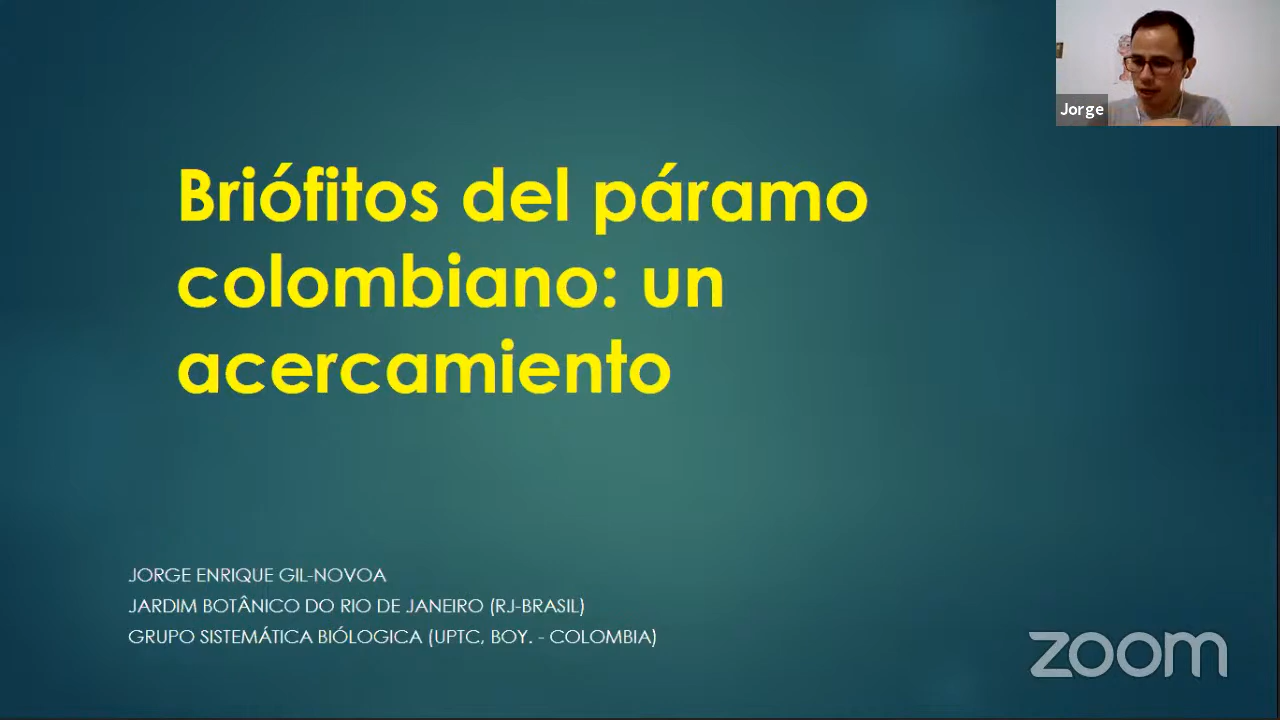 Jorge
Briófitos del páramo
colombiano: un
acercamiento
JORGE ENRIQUE GIL-NOVOA
JARDIM BOTÂNICO DO RIO DE JANEIRO (RJ-BRASIL)
GRUPO SISTEMÁTICA BIÓLOGICA (UPTC, BOY. - COLOMBIA)
zoom